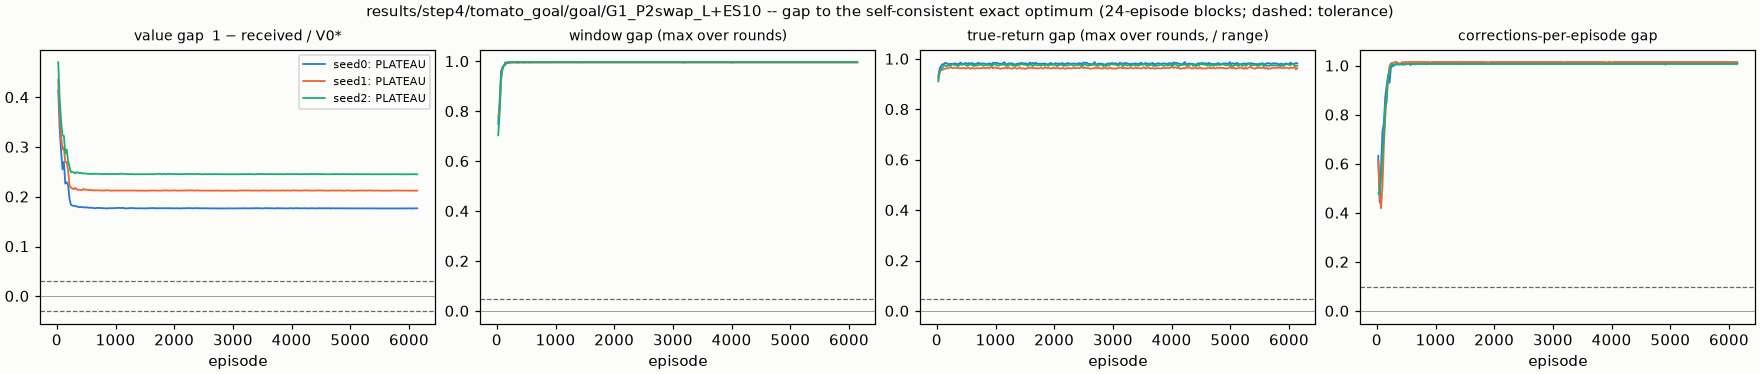 results/step4/tomato_goal/goal/G1_P2swap_L+ES10 -- gap to the self-consistent exact optimum (24-episode blocks; dashed: tolerance)
value gap  1 − received / V0*
seed0: PLATEAU
seed1: PLATEAU
seed2: PLATEAU
0.4
0.3
0.2
0.1
0.0
0 1000 2000 3000 4000 5000 6000
episode
window gap (max over rounds)
1.0
0.8
0.6
0.4
0.2
0.0
0 1000 2000 3000 4000 5000 6000
episode
true-return gap (max over rounds, / range)
1.0
0.8
0.6
0.4
0.2
0.0
0 1000 2000 3000 4000 5000 6000
episode
corrections-per-episode gap
1.0
0.8
0.6
0.4
0.2
0.0
0 1000 2000 3000 4000 5000 6000
episode